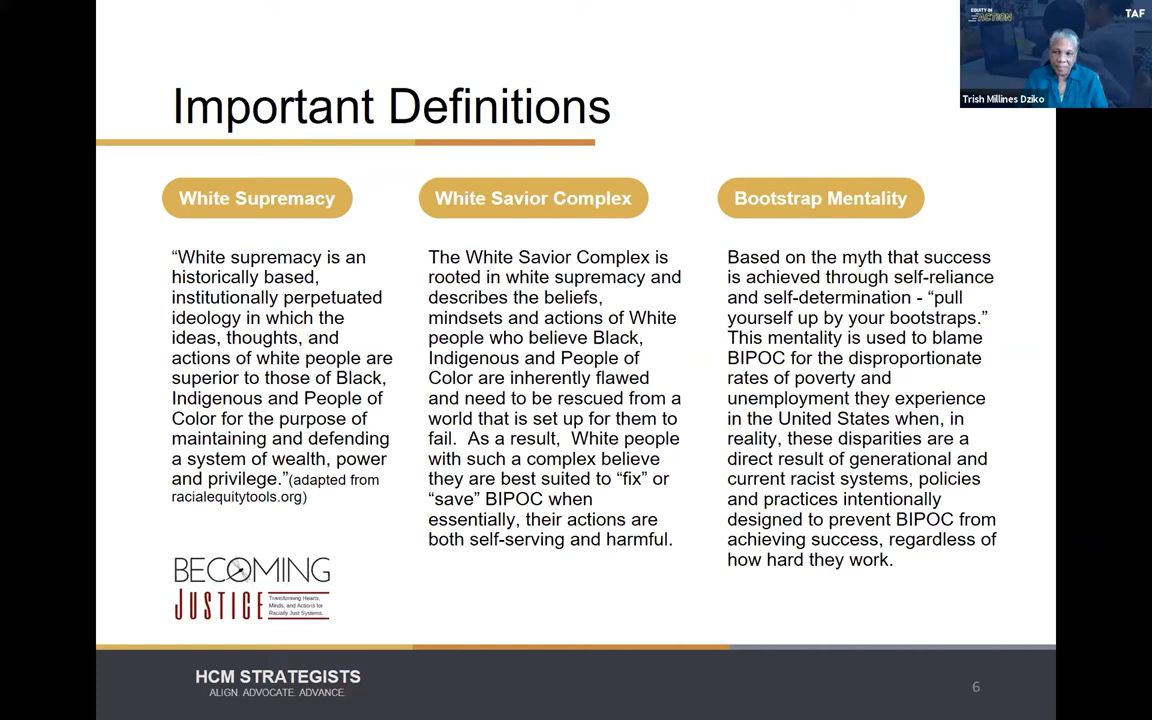 EQUITY IN
ACTION
TAF
Trish Millines Dziko
Important Definitions
White Supremacy
“White supremacy is an
historically based,
institutionally perpetuated
ideology in which the
ideas, thoughts, and
actions of white people are
superior to those of Black,
Indigenous and People of
Color for the purpose of
maintaining and defending
a system of wealth, power
and privilege.”(adapted from
racialequitytools.org)
White Savior Complex
The White Savior Complex is
rooted in white supremacy and
describes the beliefs,
mindsets and actions of White
people who believe Black,
Indigenous and People of
Color are inherently flawed
and need to be rescued from a
world that is set up for them to
fail. As a result, White people
with such a complex believe
they are best suited to “fix” or
“save” BIPOC when
essentially, their actions are
both self-serving and harmful.
Bootstrap Mentality
Based on the myth that success
is achieved through self-reliance
and self-determination - “pull
yourself up by your bootstraps.”
This mentality is used to blame
BIPOC for the disproportionate
rates of poverty and
unemployment they experience
in the United States when, in
reality, these disparities are a
direct result of generational and
current racist systems, policies
and practices intentionally
designed to prevent BIPOC from
achieving success, regardless of
how hard they work.
BECOMING
JUSTICE
Transforming Hearts,
Minds, and Actions for
Racially Just Systems.
HCM STRATEGISTS
ALIGN. ADVOCATE. ADVANCE.
6